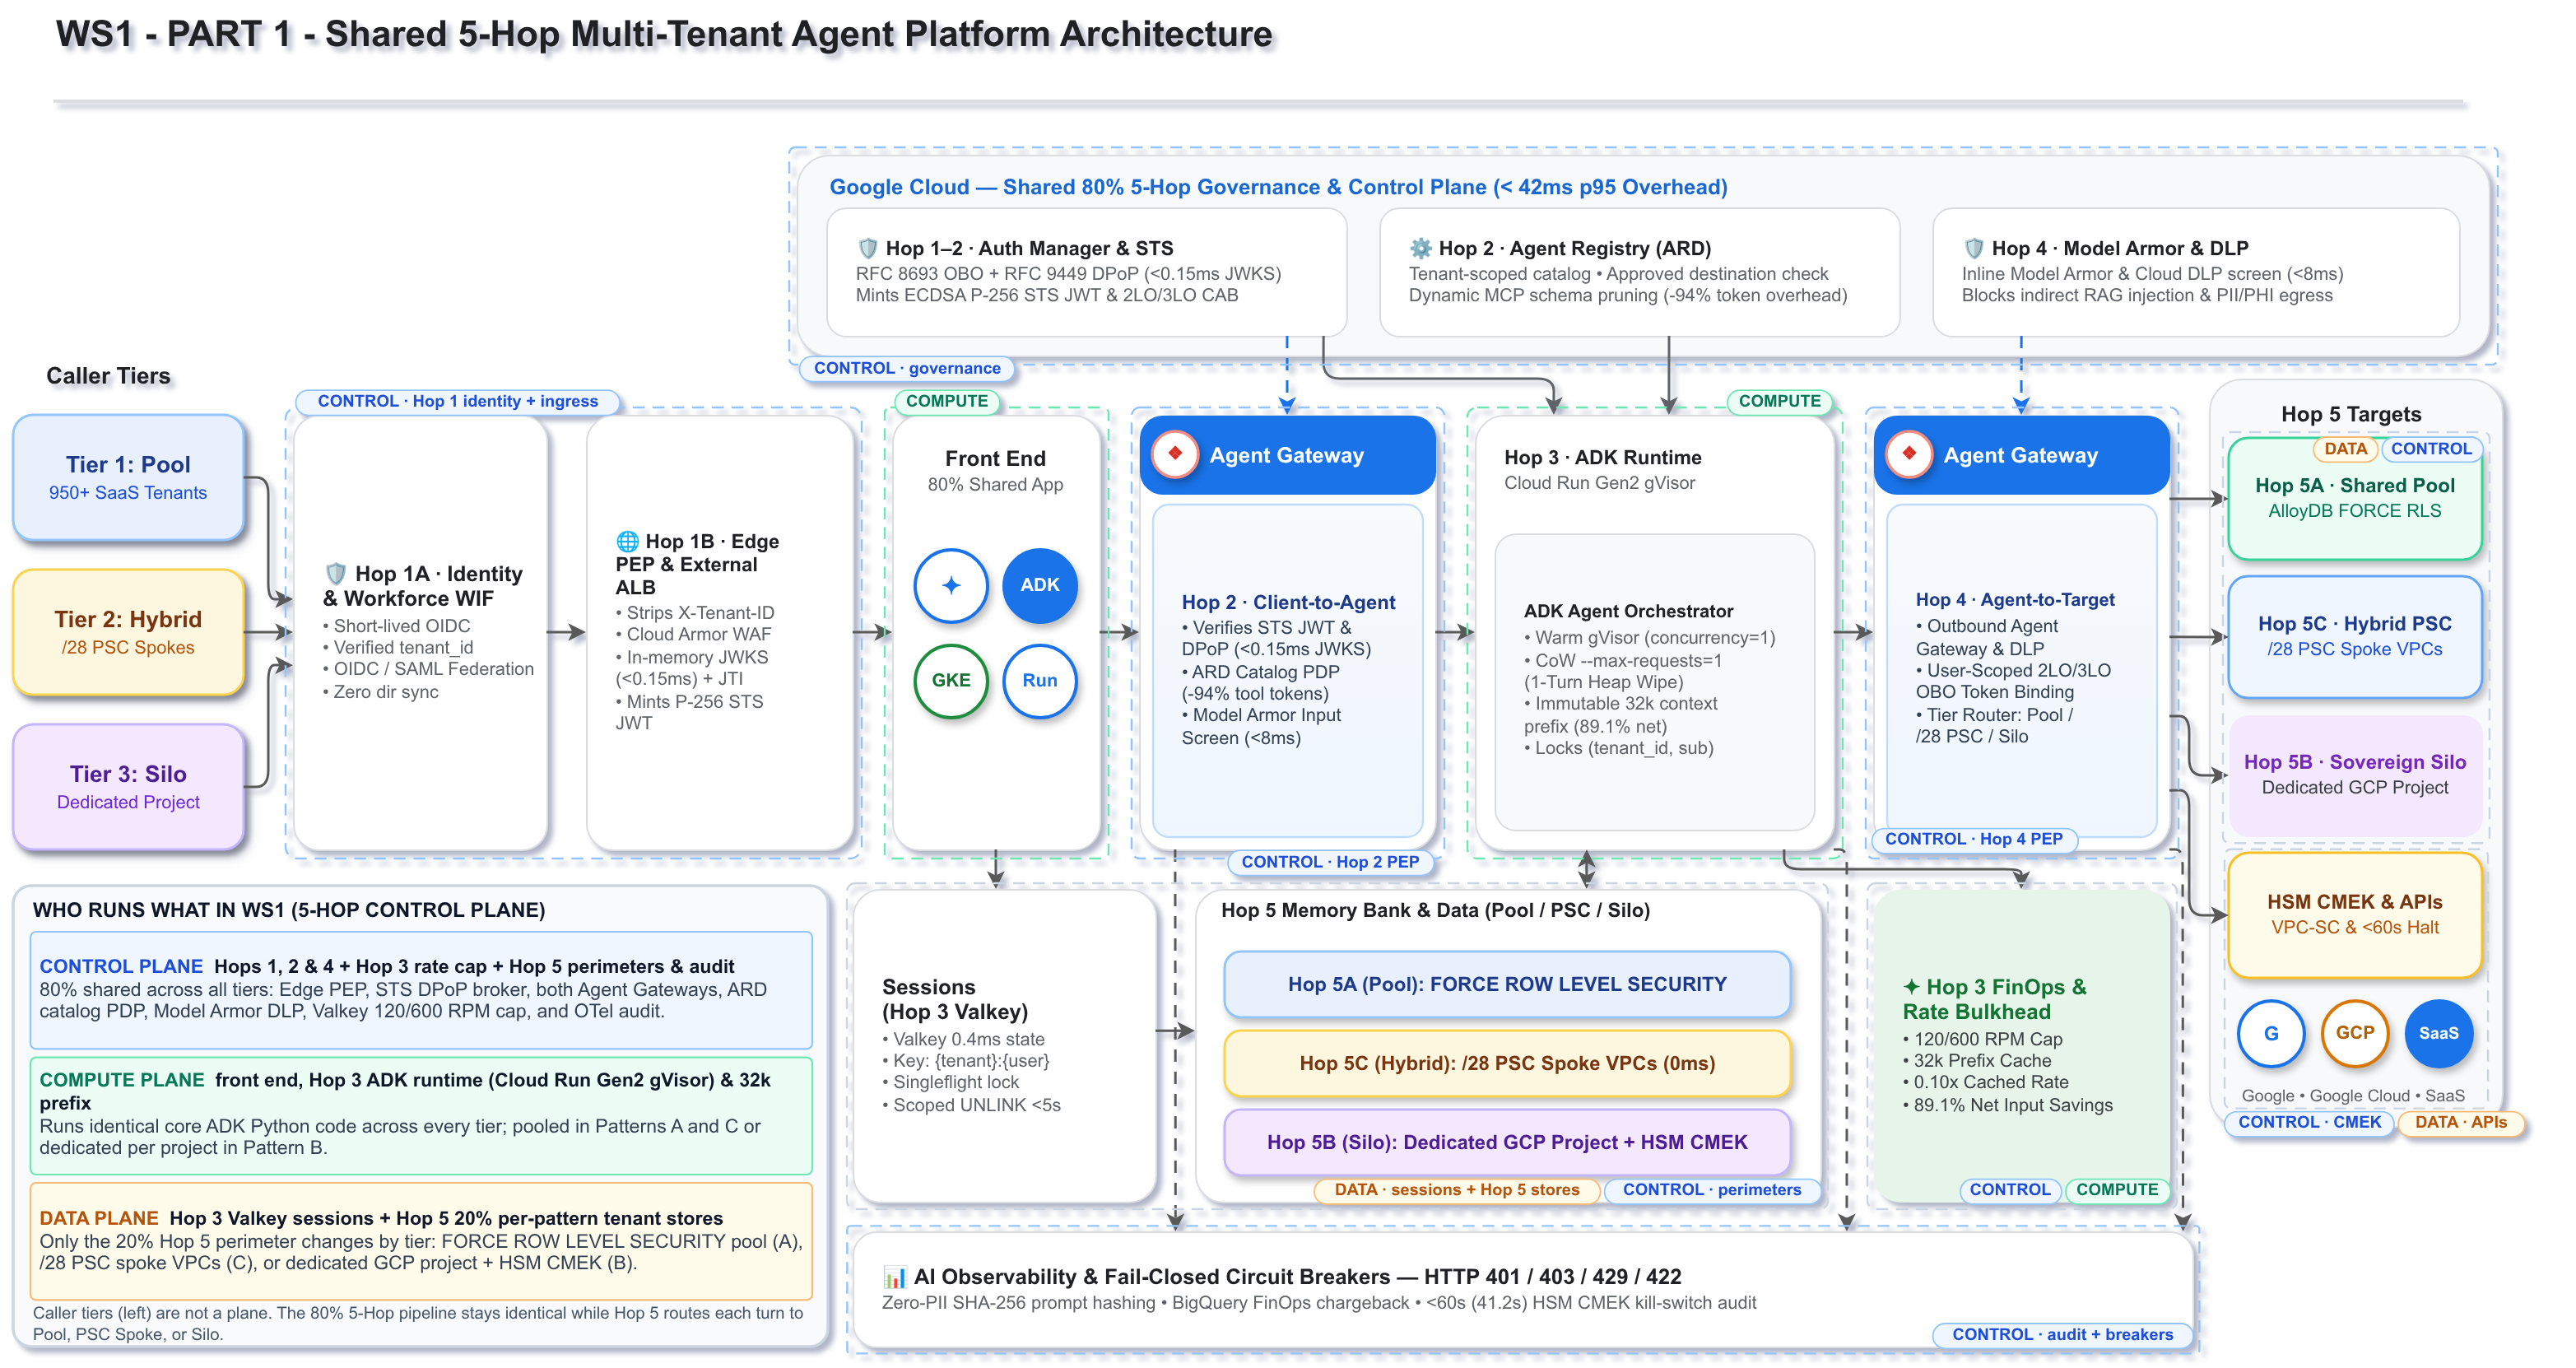 WS1 - PART 1 - Shared 5-Hop Multi-Tenant Agent Platform Architecture
Google Cloud — Shared 80% 5-Hop Governance & Control Plane (< 42ms p95 Overhead)
🛡️ Hop 1–2 · Auth Manager & STS
RFC 8693 OBO + RFC 9449 DPoP (<0.15ms JWKS)
Mints ECDSA P-256 STS JWT & 2LO/3LO CAB
⚙️ Hop 2 · Agent Registry (ARD)
Tenant-scoped catalog • Approved destination check
Dynamic MCP schema pruning (-94% token overhead)
🛡️ Hop 4 · Model Armor & DLP
Inline Model Armor & Cloud DLP screen (<8ms)
Blocks indirect RAG injection & PII/PHI egress
CONTROL · governance
Caller Tiers
Tier 1: Pool
950+ SaaS Tenants
Tier 2: Hybrid
/28 PSC Spokes
Tier 3: Silo
Dedicated Project
CONTROL · Hop 1 identity + ingress
🛡️ Hop 1A · Identity
& Workforce WIF
• Short-lived OIDC
• Verified tenant_id
• OIDC / SAML Federation
• Zero dir sync
🌐 Hop 1B · Edge
PEP & External
ALB
• Strips X-Tenant-ID
• Cloud Armor WAF
• In-memory JWKS
(<0.15ms) + JTI
• Mints P-256 STS
JWT
COMPUTE
Front End
80% Shared App
✦
ADK
GKE
Run
Agent Gateway
Hop 2 · Client-to-Agent
• Verifies STS JWT &
DPoP (<0.15ms JWKS)
• ARD Catalog PDP
(-94% tool tokens)
• Model Armor Input
Screen (<8ms)
CONTROL · Hop 2 PEP
COMPUTE
Hop 3 · ADK Runtime
Cloud Run Gen2 gVisor
ADK Agent Orchestrator
• Warm gVisor (concurrency=1)
• CoW --max-requests=1
(1-Turn Heap Wipe)
• Immutable 32k context
prefix (89.1% net)
• Locks (tenant_id, sub)
Agent Gateway
Hop 4 · Agent-to-Target
• Outbound Agent
Gateway & DLP
• User-Scoped 2LO/3LO
OBO Token Binding
• Tier Router: Pool /
/28 PSC / Silo
CONTROL · Hop 4 PEP
Hop 5 Targets
DATA
CONTROL
Hop 5A · Shared Pool
AlloyDB FORCE RLS
Hop 5C · Hybrid PSC
/28 PSC Spoke VPCs
Hop 5B · Sovereign Silo
Dedicated GCP Project
HSM CMEK & APIs
VPC-SC & <60s Halt
G
GCP
SaaS
Google • Google Cloud • SaaS
CONTROL · CMEK
DATA · APIs
WHO RUNS WHAT IN WS1 (5-HOP CONTROL PLANE)
CONTROL PLANE Hops 1, 2 & 4 + Hop 3 rate cap + Hop 5 perimeters & audit
80% shared across all tiers: Edge PEP, STS DPoP broker, both Agent Gateways, ARD
catalog PDP, Model Armor DLP, Valkey 120/600 RPM cap, and OTel audit.
COMPUTE PLANE front end, Hop 3 ADK runtime (Cloud Run Gen2 gVisor) & 32k
prefix
Runs identical core ADK Python code across every tier; pooled in Patterns A and C or
dedicated per project in Pattern B.
DATA PLANE Hop 3 Valkey sessions + Hop 5 20% per-pattern tenant stores
Only the 20% Hop 5 perimeter changes by tier: FORCE ROW LEVEL SECURITY pool (A),
/28 PSC spoke VPCs (C), or dedicated GCP project + HSM CMEK (B).
Caller tiers (left) are not a plane. The 80% 5-Hop pipeline stays identical while Hop 5 routes each turn to
Pool, PSC Spoke, or Silo.
Sessions
(Hop 3 Valkey)
• Valkey 0.4ms state
• Key: {tenant}:{user}
• Singleflight lock
• Scoped UNLINK <5s
Hop 5 Memory Bank & Data (Pool / PSC / Silo)
Hop 5A (Pool): FORCE ROW LEVEL SECURITY
Hop 5C (Hybrid): /28 PSC Spoke VPCs (0ms)
Hop 5B (Silo): Dedicated GCP Project + HSM CMEK
DATA · sessions + Hop 5 stores
CONTROL · perimeters
✦ Hop 3 FinOps &
Rate Bulkhead
• 120/600 RPM Cap
• 32k Prefix Cache
• 0.10x Cached Rate
• 89.1% Net Input Savings
CONTROL
COMPUTE
📊 AI Observability & Fail-Closed Circuit Breakers — HTTP 401 / 403 / 429 / 422
Zero-PII SHA-256 prompt hashing • BigQuery FinOps chargeback • <60s (41.2s) HSM CMEK kill-switch audit
CONTROL · audit + breakers